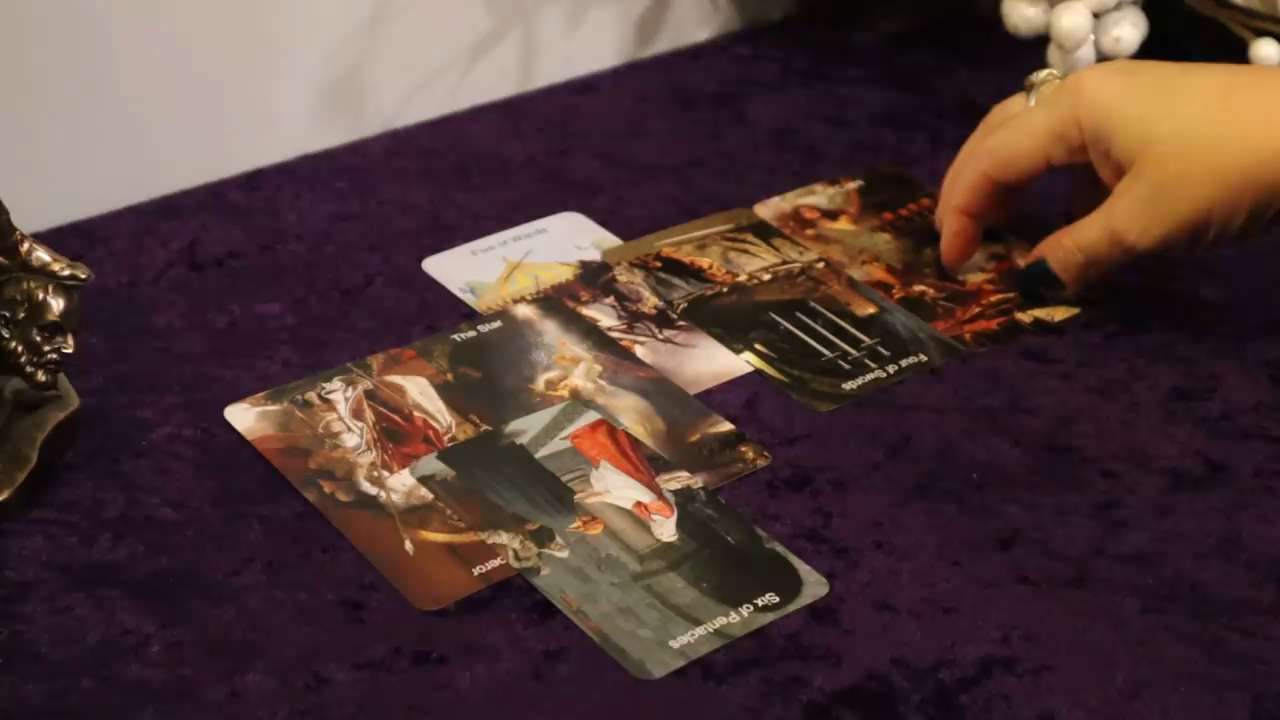 Five of Wands
The Star
Four of Swords
peror
Six of Pentacles